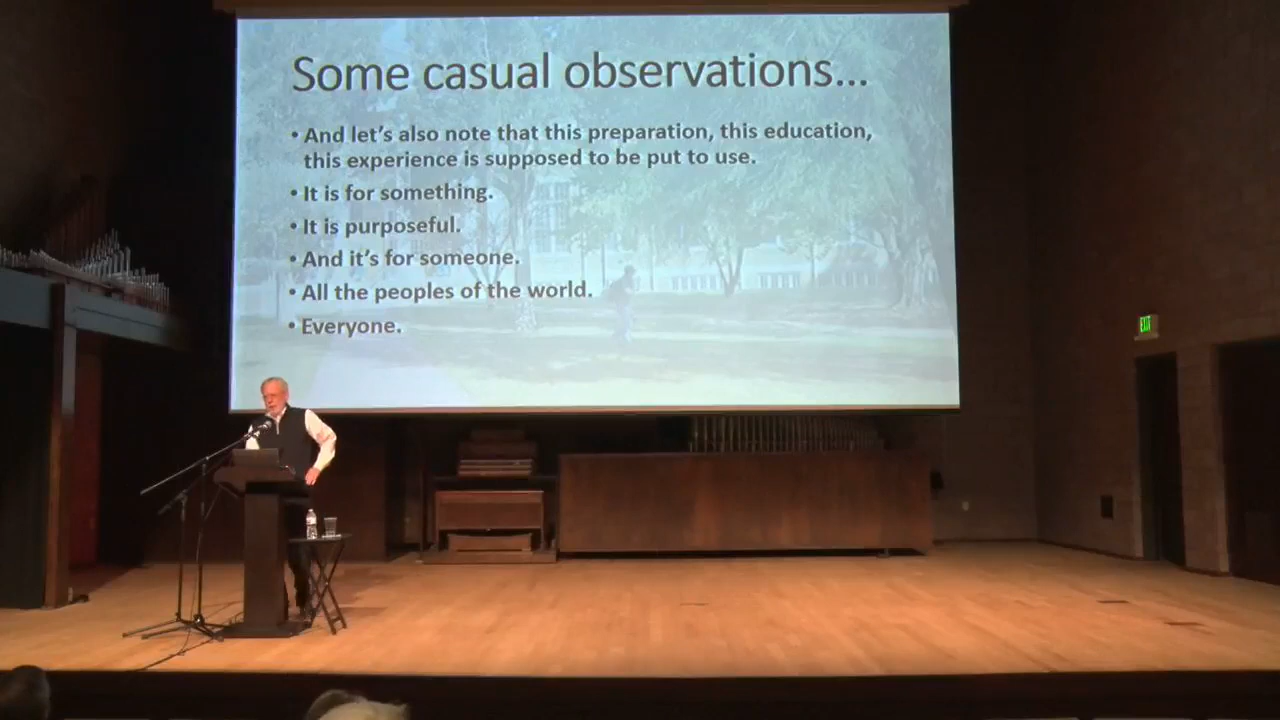 Some casual observations...
• And let's also note that this preparation, this education,
this experience is supposed to be put to use.
• It is for something.
• It is purposeful.
• And it's for someone.
• All the peoples of the world.
• Everyone.
EXIT